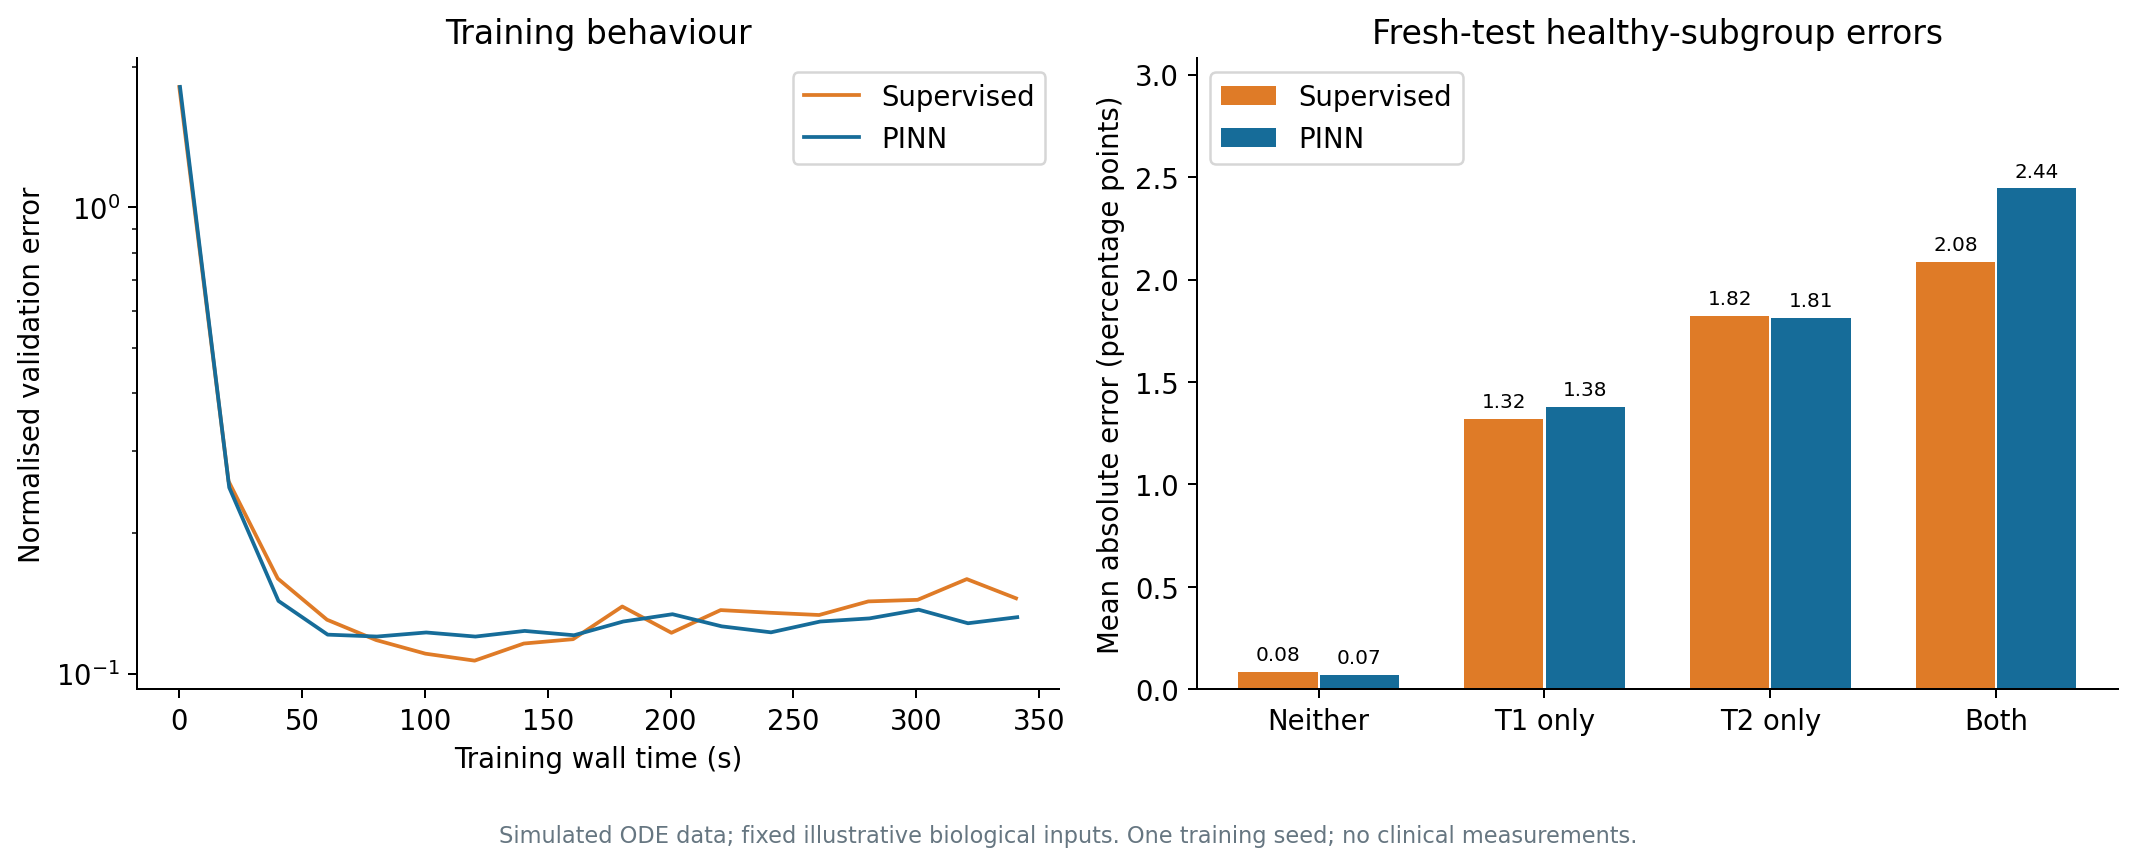 Training behaviour
Supervised
PINN
Normalised validation error
10⁰
10⁻¹
0 50 100 150 200 250 300 350
Training wall time (s)
Fresh-test healthy-subgroup errors
Supervised
PINN
Mean absolute error (percentage points)
3.0
2.5
2.0
1.5
1.0
0.5
0.0
0.08 0.07
1.32 1.38
1.82 1.81
2.08 2.44
Neither T1 only T2 only Both
Simulated ODE data; fixed illustrative biological inputs. One training seed; no clinical measurements.